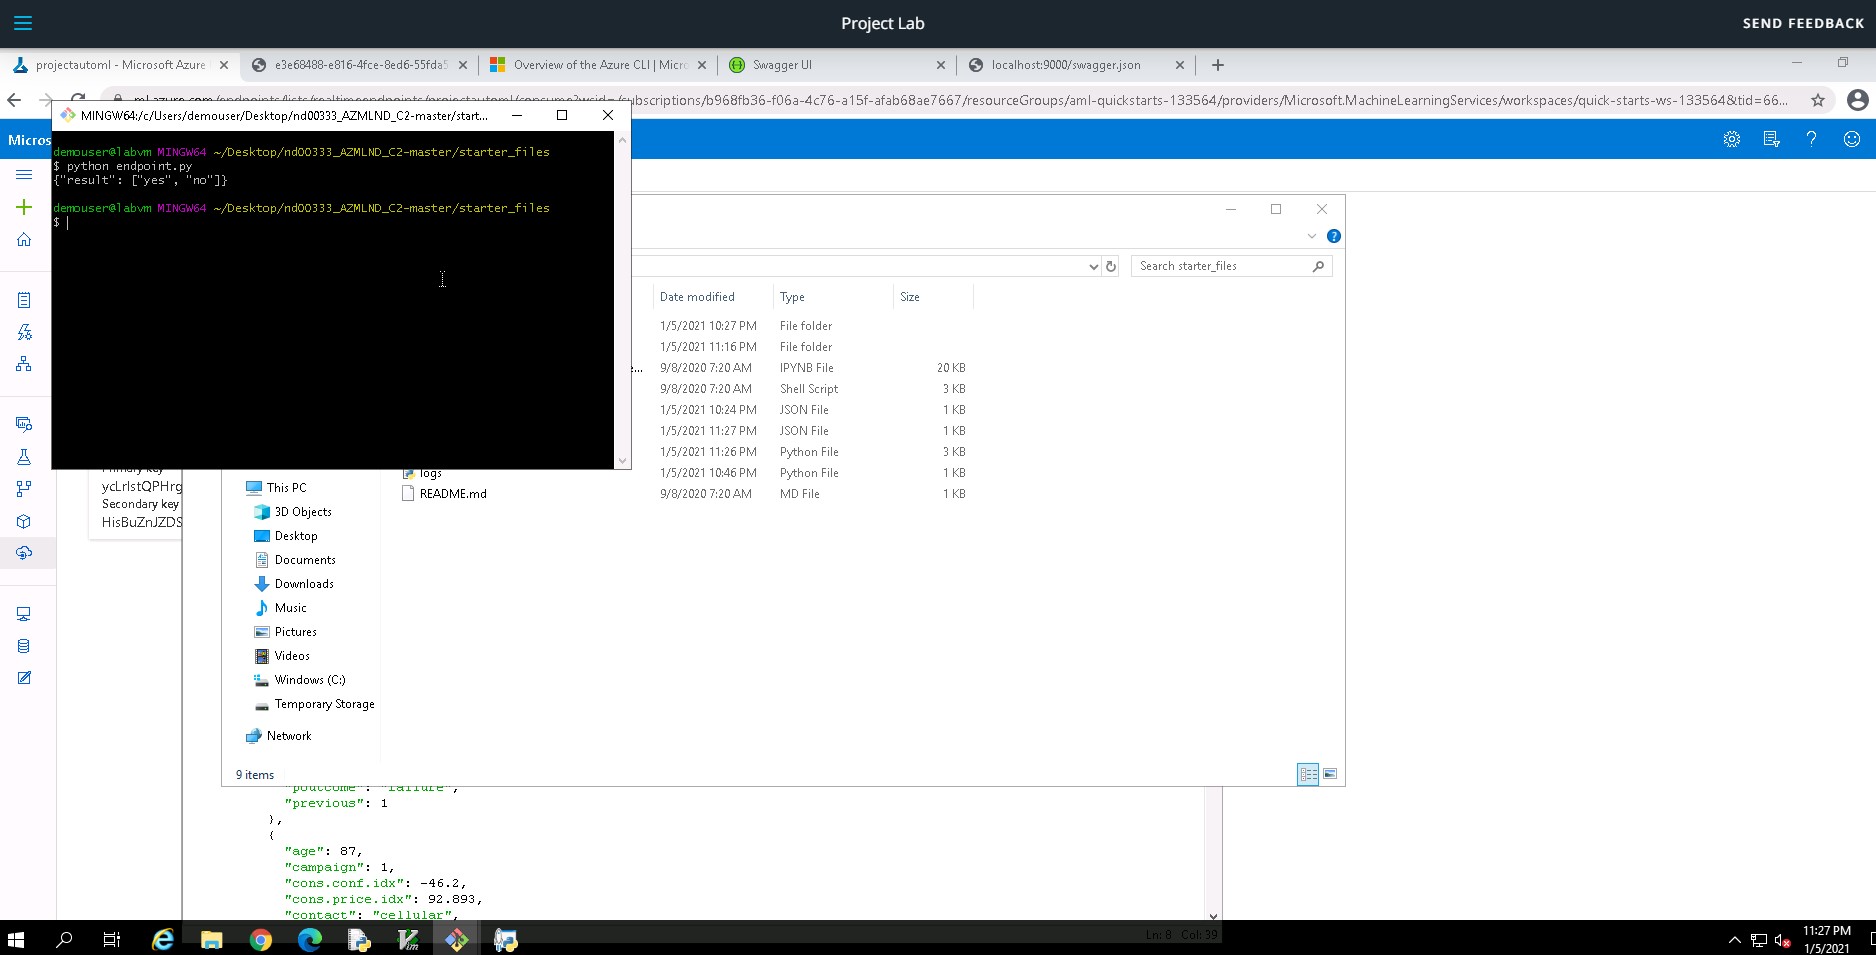 Project Lab
SEND FEEDBACK
projectautoml - Microsoft Azure
e3e68488-e816-4fce-8ed6-55fda5
Overview of the Azure CLI | Micro
Swagger UI
localhost:9000/swagger.json
ml.azure.com/endpoints/lists/realtimeendpoints/projectautoml/consume?wsid=/subscriptions/b968fb36-f06a-4c76-a15f-afab68ae7667/resourceGroups/aml-quickstarts-133564/providers/Microsoft.MachineLearningServices/workspaces/quick-starts-ws-133564&tid=66...
MINGW64:/c/Users/demouser/Desktop/nd00333_AZMLND_C2-master/start...
Micros
demouser@labvm MINGW64 ~/Desktop/nd00333_AZMLND_C2-master/starter_files
$ python endpoint.py
{"result": ["yes", "no"]}
demouser@labvm MINGW64 ~/Desktop/nd00333_AZMLND_C2-master/starter_files
$
Search starter_files
Date modified Type Size
1/5/2021 10:27 PM File folder
1/5/2021 11:16 PM File folder
e... 9/8/2020 7:20 AM IPYNB File 20 KB
9/8/2020 7:20 AM Shell Script 3 KB
1/5/2021 10:24 PM JSON File 1 KB
1/5/2021 11:27 PM JSON File 1 KB
1/5/2021 11:26 PM Python File 3 KB
logs 1/5/2021 10:46 PM Python File 1 KB
README.md 9/8/2020 7:20 AM MD File 1 KB
Primary key
ycLrIstQPHrg
Secondary key
HisBuZnJZDS
This PC
3D Objects
Desktop
Documents
Downloads
Music
Pictures
Videos
Windows (C:)
Temporary Storage
Network
9 items
"poutcome": "failure",
"previous": 1
},
{
"age": 87,
"campaign": 1,
"cons.conf.idx": -46.2,
"cons.price.idx": 92.893,
"contact": "cellular",
Ln: 8 Col: 39
11:27 PM
1/5/2021